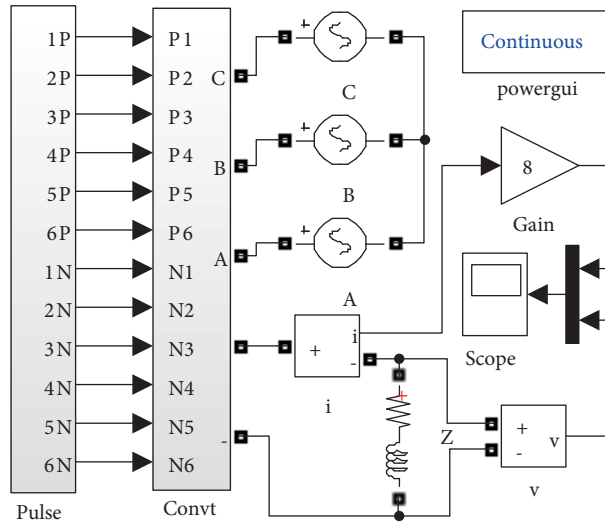 1P
2P
3P
4P
5P
6P
1N
2N
3N
4N
5N
6N
Pulse
P1
P2
P3
P4
P5
P6
N1
N2
N3
N4
N5
N6
C
B
A
-
Convt
+
C
+
B
+
A
+
i
-
i
+
Z
Continuous
powergui
8
Gain
Scope
+
-
v
v